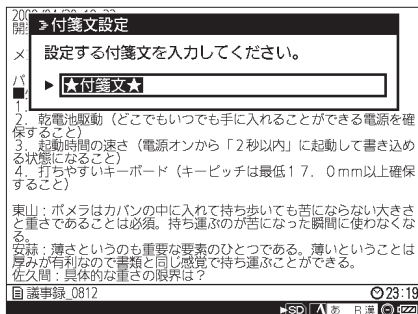 付箋文設定
設定する付箋文を入力してください。
★付箋文★
2. 乾電池駆動（どこでもいつでも手に入れることができる電源を確
保すること）
3. 起動時間の速さ（電源オンから「2秒以内」に起動して書き込め
る状態になること）
4. 打ちやすいキーボード（キーピッチは最低17．0mm以上確保
すること）
東山：ポメラはカバンの中に入れて持ち歩いても苦にならない大きさ
と重さであることは必須。持ち運ぶのが苦になった瞬間に使わなくな
る。
安蒜：薄さというのも重要な要素のひとつである。薄いということは
厚みが有利なので書類と同じ感覚で持ち運ぶことができる。
佐久間：具体的な重さの限界は？
議事録_0812 23:19
SD A あ R漢